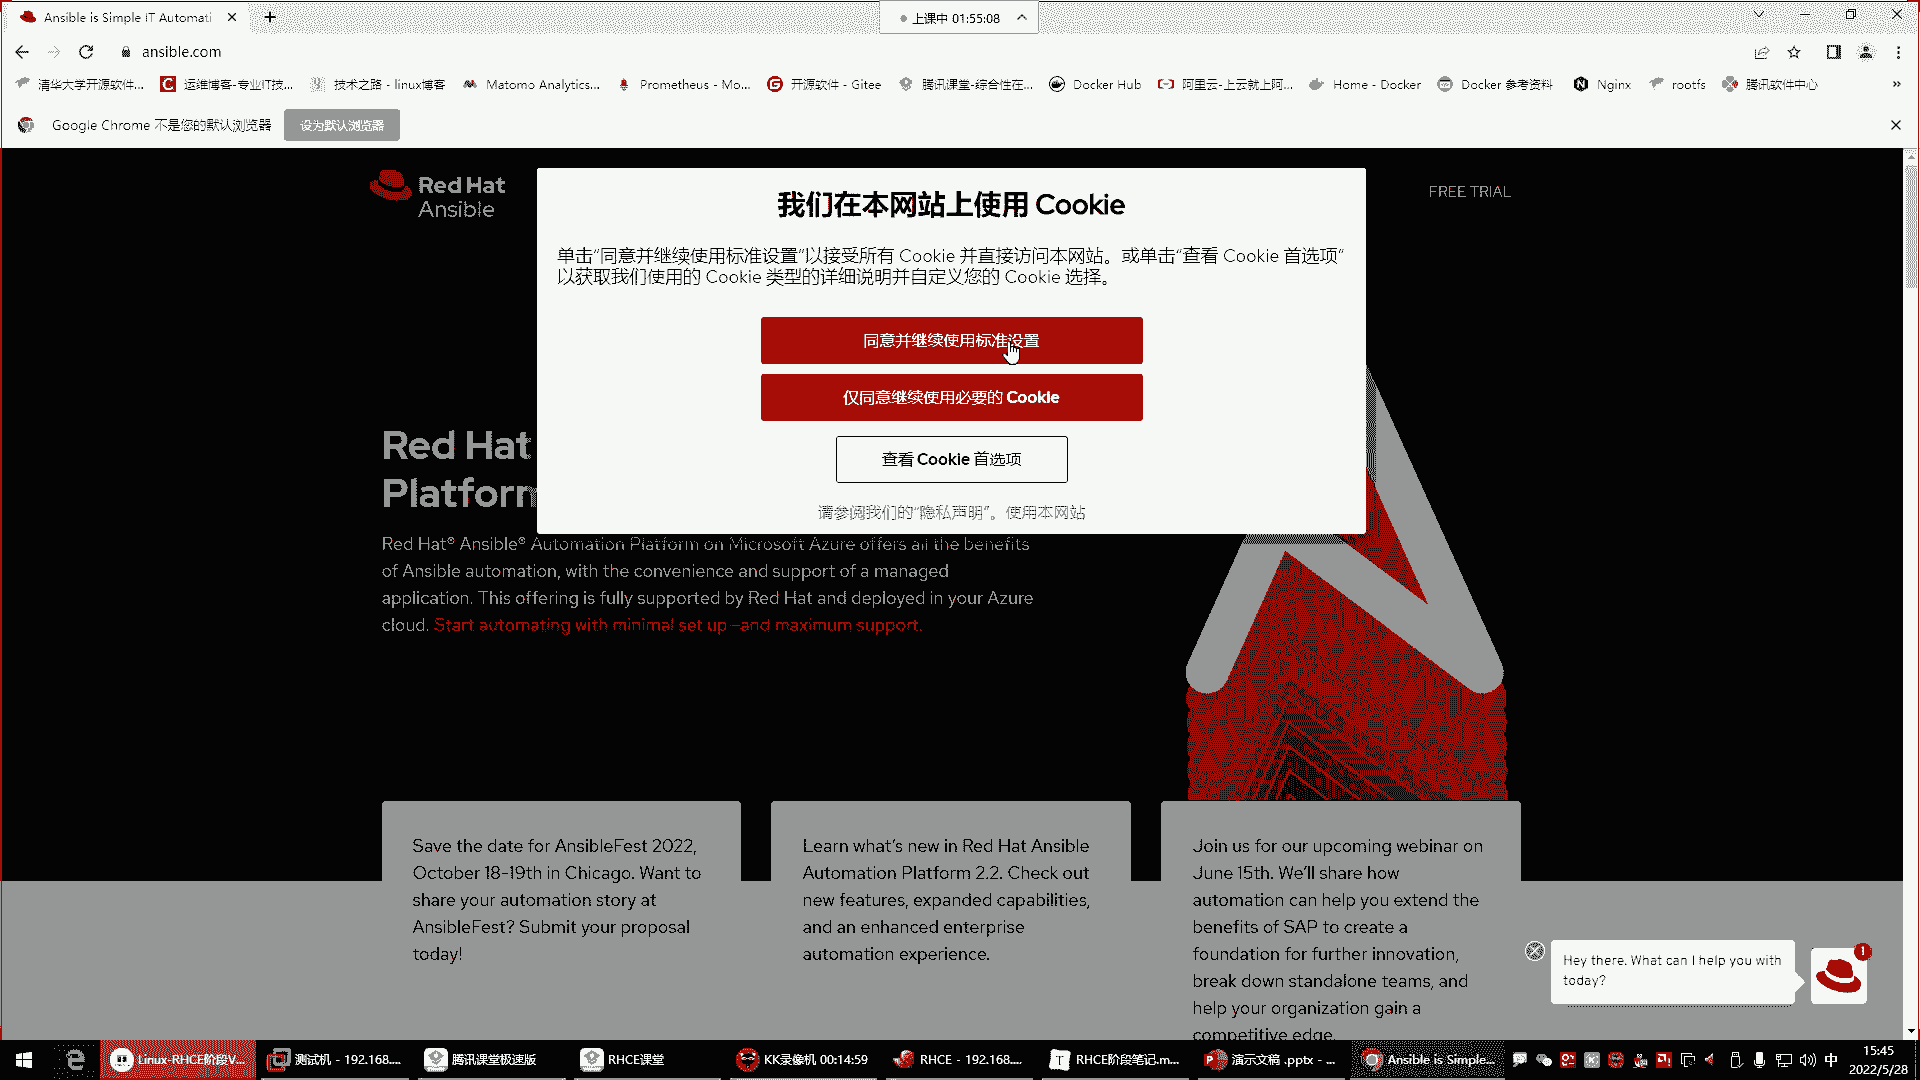 Ansible is Simple IT Automati
上课中 01:55:08
ansible.com
清华大学开源软件...
运维博客-专业IT技...
技术之路 - linux博客
Matomo Analytics...
Prometheus - Mo...
开源软件 - Gitee
腾讯课堂-综合性在...
Docker Hub
阿里云-上云就上阿...
Home - Docker
Docker 参考资料
Nginx
rootfs
腾讯软件中心
»
Google Chrome 不是您的默认浏览器
设为默认浏览器
Red Hat
Ansible
FREE TRIAL
我们在本网站上使用 Cookie
单击“同意并继续使用标准设置”以接受所有 Cookie 并直接访问本网站。或单击“查看 Cookie 首选项”
以获取我们使用的 Cookie 类型的详细说明并自定义您的 Cookie 选择。
同意并继续使用标准设置
仅同意继续使用必要的 Cookie
查看 Cookie 首选项
请参阅我们的“隐私声明”。使用本网站
Red Hat
Platform
Red Hat® Ansible® Automation Platform on Microsoft Azure offers all the benefits
of Ansible automation, with the convenience and support of a managed
application. This offering is fully supported by Red Hat and deployed in your Azure
cloud. Start automating with minimal set up —and maximum support.
Save the date for AnsibleFest 2022,
October 18-19th in Chicago. Want to
share your automation story at
AnsibleFest? Submit your proposal
today!
Learn what’s new in Red Hat Ansible
Automation Platform 2.2. Check out
new features, expanded capabilities,
and an enhanced enterprise
automation experience.
Join us for our upcoming webinar on
June 15th. We’ll share how
automation can help you extend the
benefits of SAP to create a
foundation for further innovation,
break down standalone teams, and
help your organization gain a
competitive edge.
Hey there. What can I help you with
today?
1
Linux-RHCE阶段V...
测试机 - 192.168....
腾讯课堂极速版
RHCE课堂
KK录像机 00:14:59
RHCE - 192.168....
RHCE阶段笔记.m...
演示文稿 .pptx - ...
Ansible is Simple...
中
15:45
2022/5/28